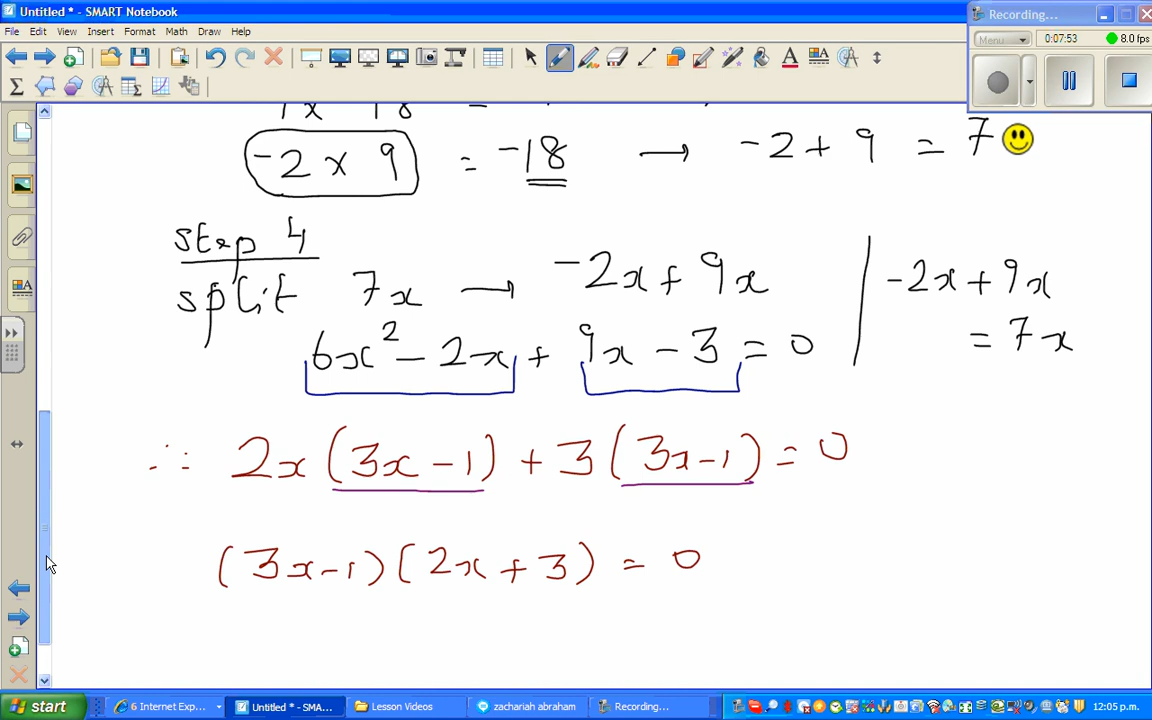 Untitled * - SMART Notebook
Recording...
File Edit View Insert Format Math Draw Help
Menu 0:07:53 8.0 fps
-2 x 9 = -18 → -2 + 9 = 7
step 4
split 7x → -2x + 9x
-2x + 9x
= 7x
6x² - 2x + 9x - 3 = 0
∴ 2x (3x - 1) + 3 (3x - 1) = 0
(3x - 1) (2x + 3) = 0
start 6 Internet Exp... Untitled * - SMA... Lesson Videos zachariah abraham Recording... 12:05 p.m.